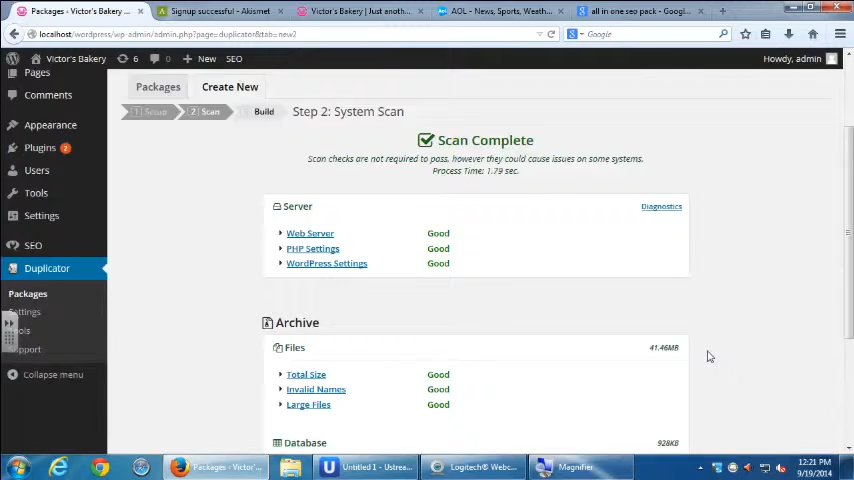 Packages ‹ Victor's Bakery ...
Signup successful - Akismet
Victor's Bakery | Just anoth...
AOL - News, Sports, Weath...
all in one seo pack - Googl...
localhost/wordpress/wp-admin/admin.php?page=duplicator&tab=new2
Google
Victor's Bakery
6
0
New
SEO
Howdy, admin
Pages
Comments
Appearance
Plugins 2
Users
Tools
Settings
SEO
Duplicator
Packages
Settings
ools
upport
Collapse menu
Packages
Create New
1 Setup
2 Scan
Build
Step 2: System Scan
Scan Complete
Scan checks are not required to pass, however they could cause issues on some systems.
Process Time: 1.79 sec.
Server
Diagnostics
Web Server Good
PHP Settings Good
WordPress Settings Good
Archive
Files 41.46MB
Total Size Good
Invalid Names Good
Large Files Good
Database 928KB
Packages ‹ Victor'...
Untitled 1 - Ustrea...
Logitech® Webc...
Magnifier
12:21 PM
9/19/2014